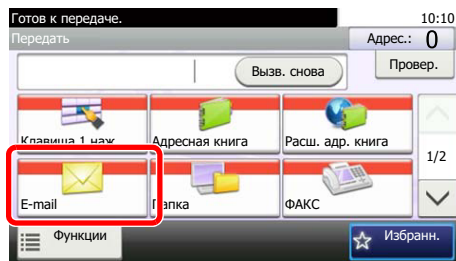 Готов к передаче. 10:10
Передать Адрес.: 0
Вызв. снова Провер.
Клавиша 1 наж. Адресная книга Расш. адр. книга
1/2
E-mail Папка ФАКС
Функции Избранн.